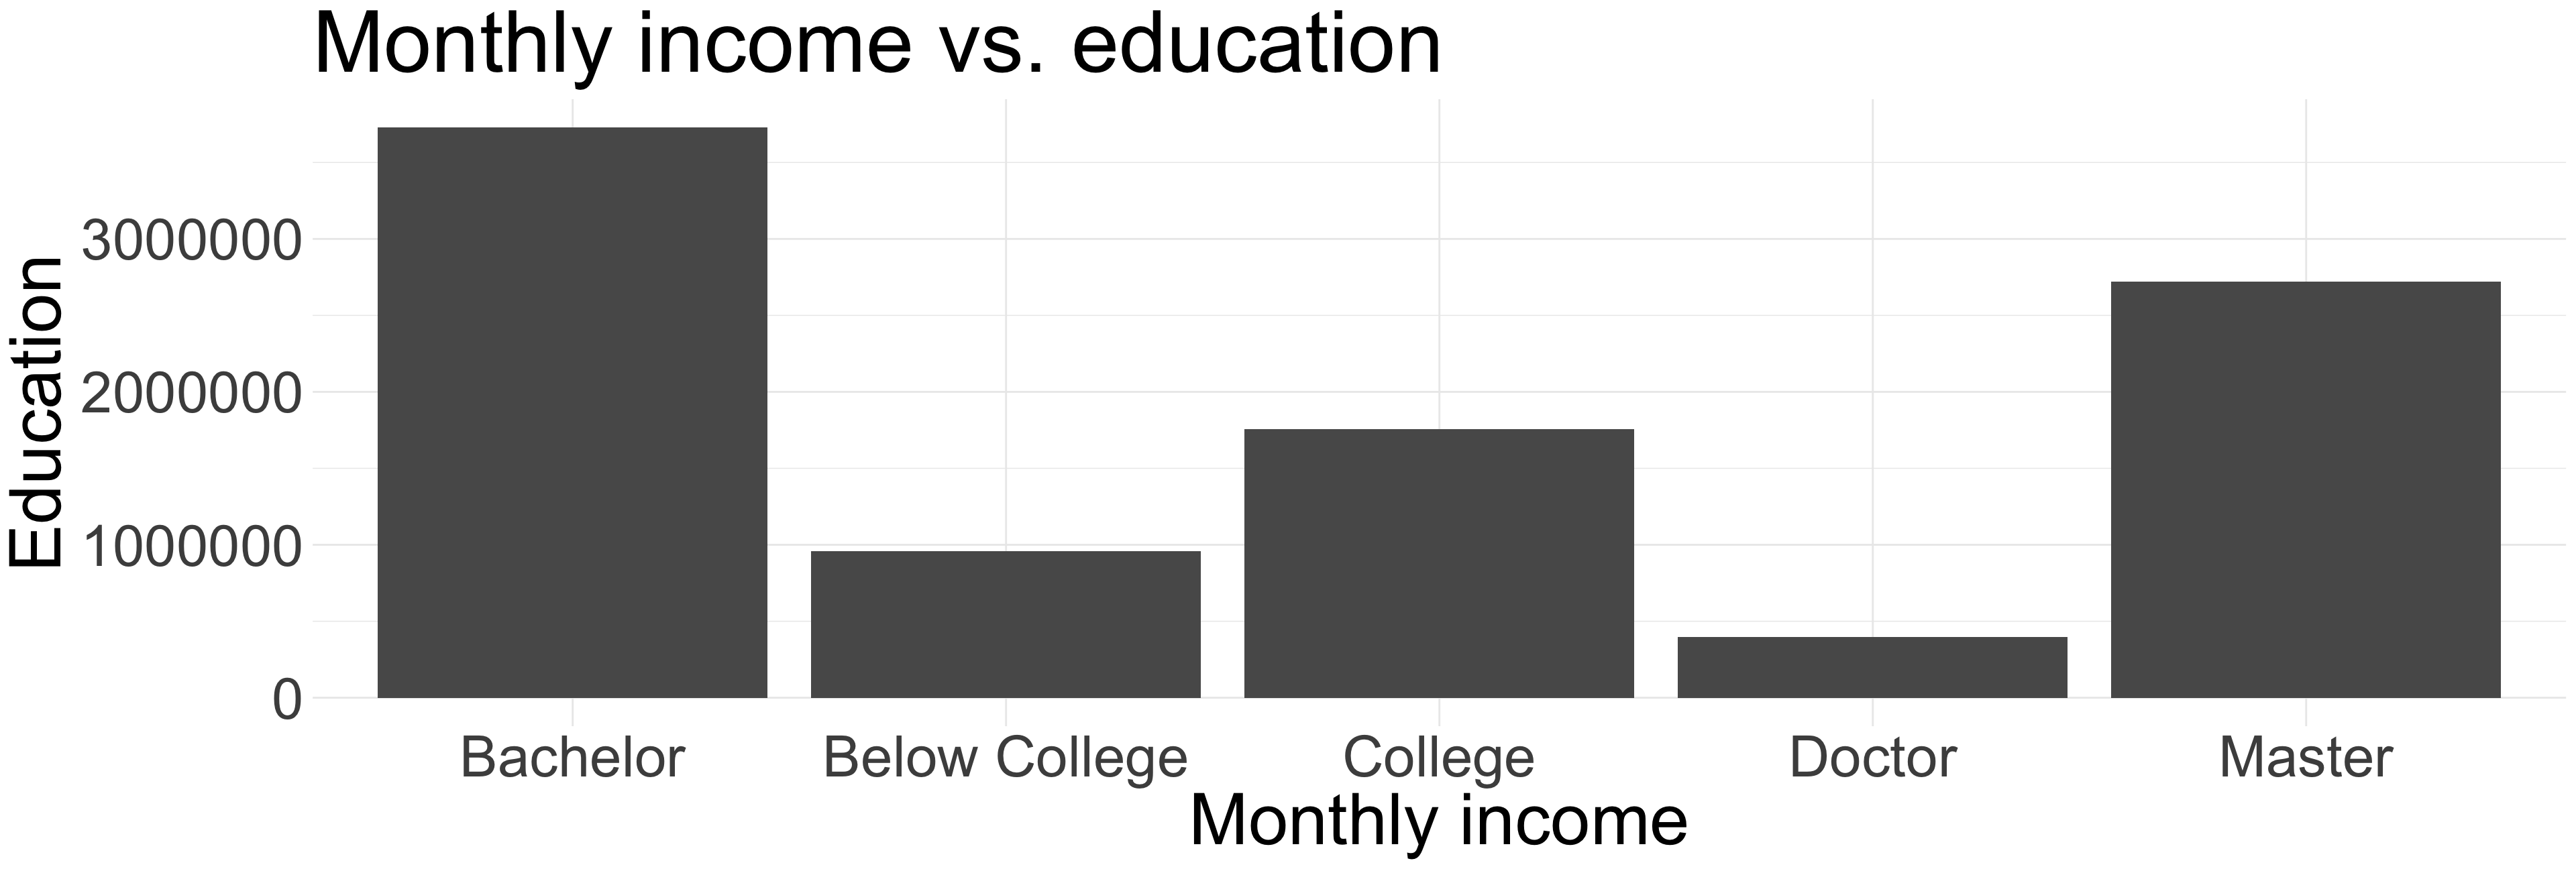 Monthly income vs. education
Education
3000000
2000000
1000000
0
Bachelor Below College College Doctor Master
Monthly income